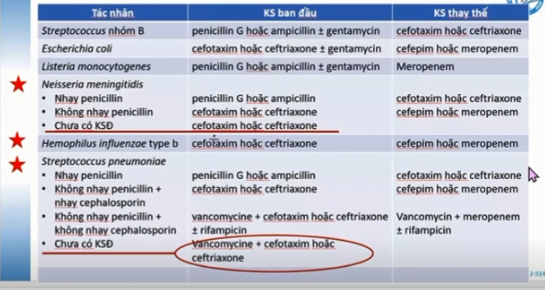 Tác nhân KS ban đầu KS thay thế
Streptococcus nhóm B penicillin G hoặc ampicillin ± gentamycin cefotaxim hoặc ceftriaxone
Escherichia coli cefotaxim hoặc ceftriaxone ± gentamycin cefepim hoặc meropenem
Listeria monocytogenes penicillin G hoặc ampicillin ± gentamycin Meropenem
Neisseria meningitidis
• Nhạy penicillin penicillin G hoặc ampicillin cefotaxim hoặc ceftriaxone
• Không nhạy penicillin cefotaxim hoặc ceftriaxone cefepim hoặc meropenem
• Chưa có KSĐ cefotaxim hoặc ceftriaxone
Hemophilus influenzae type b cefotaxim hoặc ceftriaxone cefepim hoặc meropenem
Streptococcus pneumoniae
• Nhạy penicillin penicillin G hoặc ampicillin cefotaxim hoặc ceftriaxone
• Không nhạy penicillin + cefotaxim hoặc ceftriaxone cefepim hoặc meropenem
nhạy cephalosporin
• Không nhạy penicillin + vancomycine + cefotaxim hoặc ceftriaxone Vancomycin + meropenem
không nhạy cephalosporin ± rifampicin ± rifampicin
• Chưa có KSĐ Vancomycine + cefotaxim hoặc
ceftriaxone